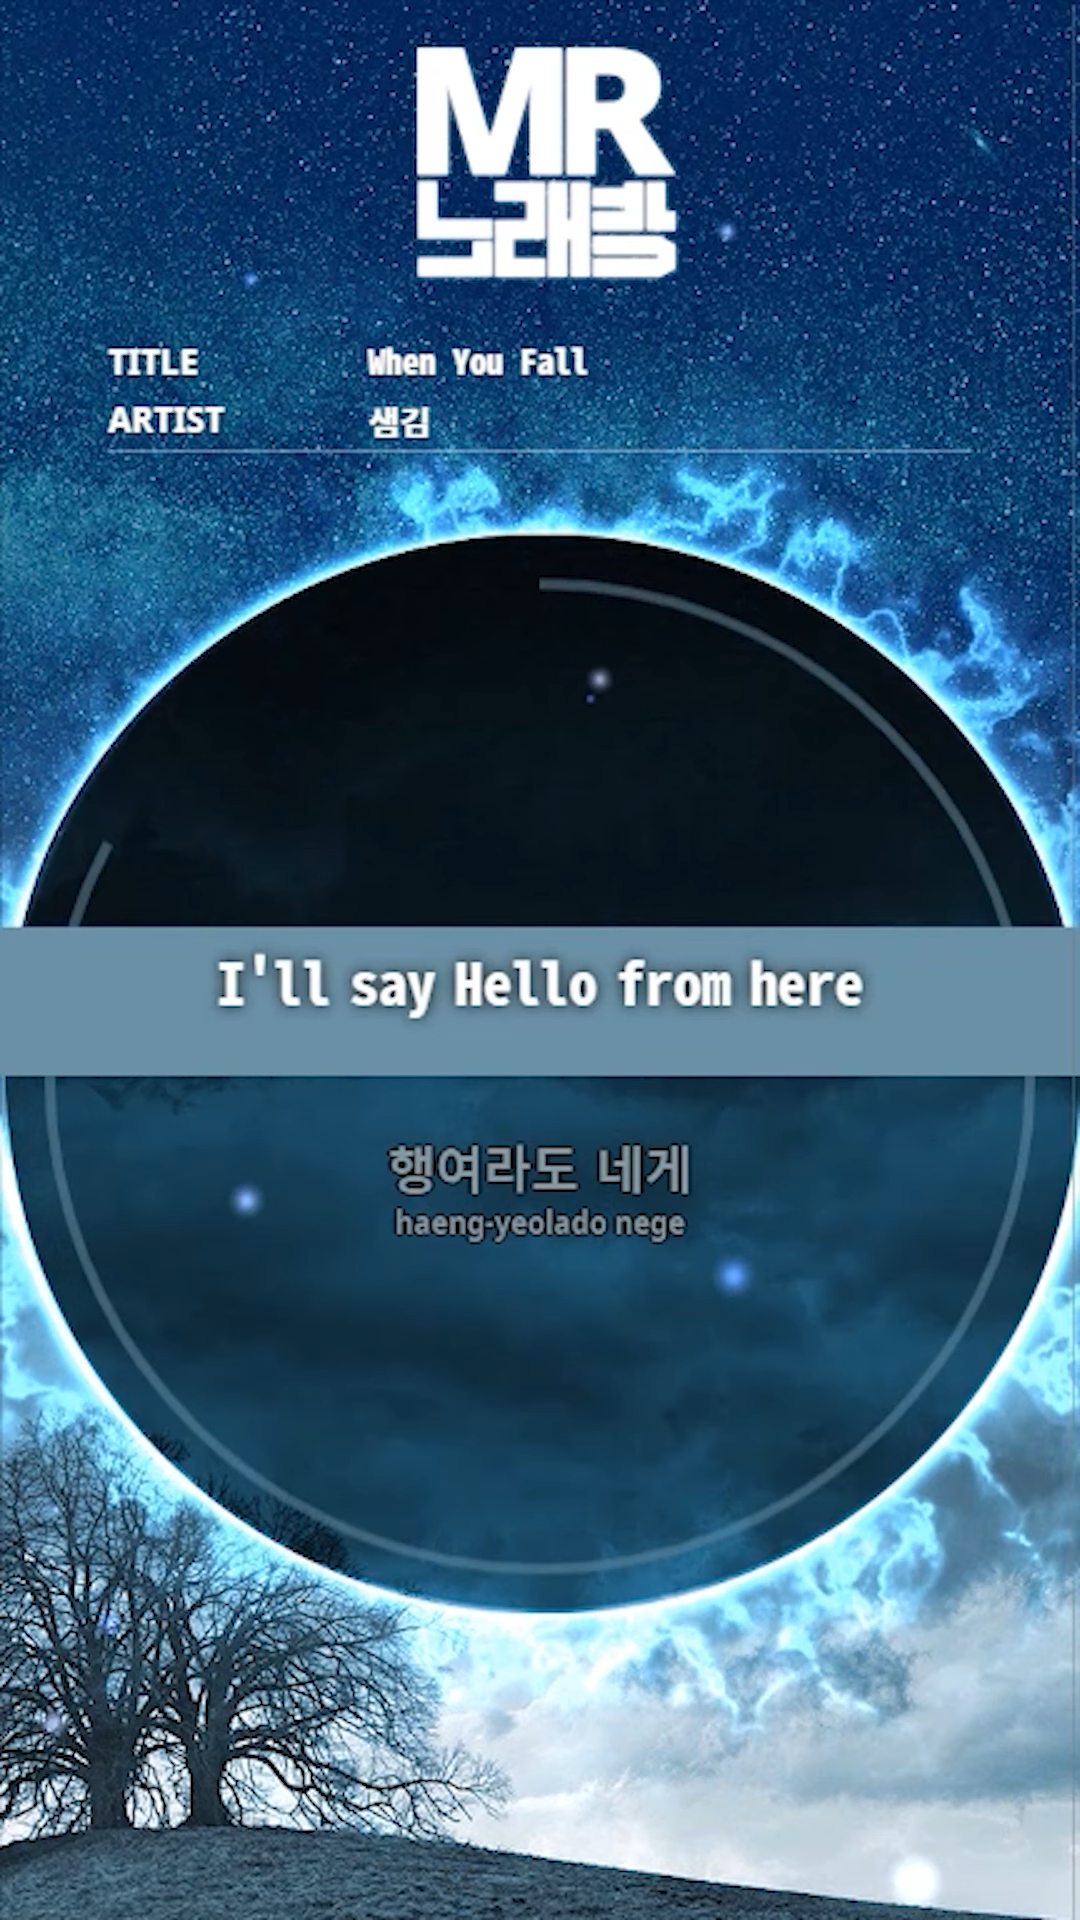 MR
노래방
TITLE When You Fall
ARTIST 샘김
I'll say Hello from here
행여라도 네게
haeng-yeolado nege